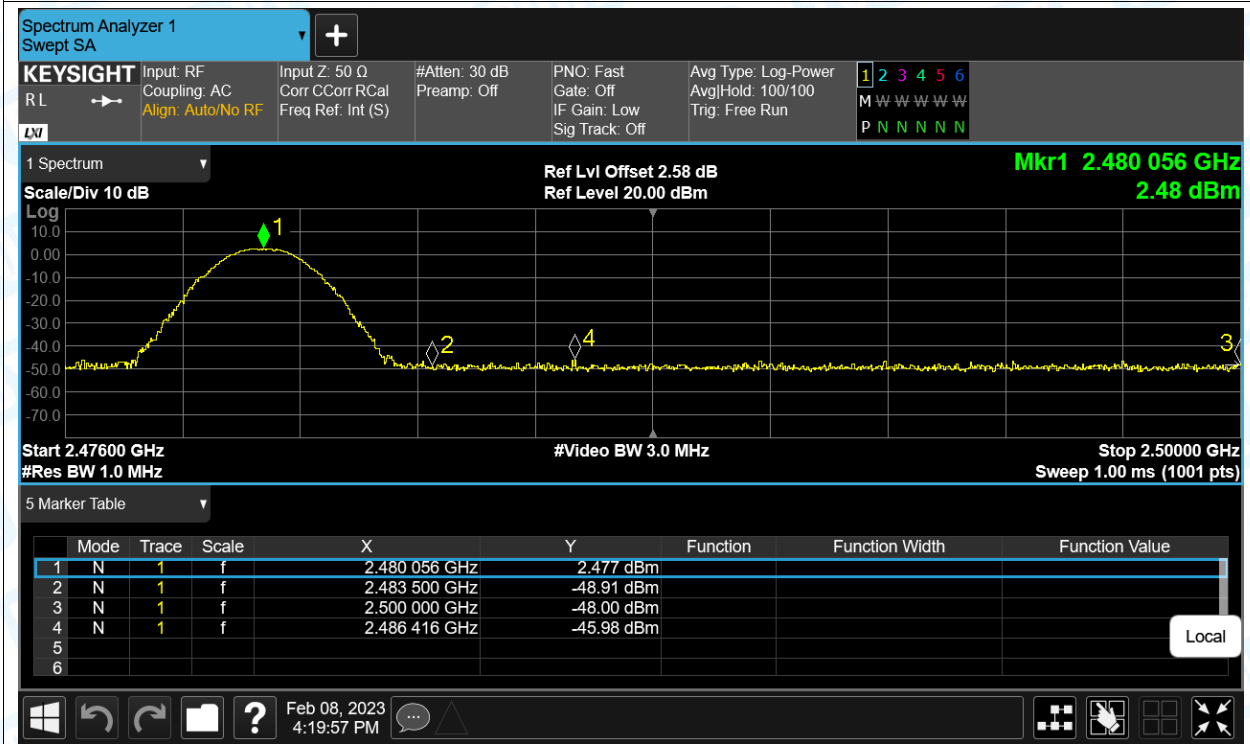 Spectrum Analyzer 1
Swept SA
+
KEYSIGHT
RL
LXI
Input: RF
Coupling: AC
Align: Auto/No RF
Input Z: 50 Ω
Corr CCorr RCal
Freq Ref: Int (S)
#Atten: 30 dB
Preamp: Off
PNO: Fast
Gate: Off
IF Gain: Low
Sig Track: Off
Avg Type: Log-Power
Avg|Hold: 100/100
Trig: Free Run
1 2 3 4 5 6
M W W W W W
P N N N N N
1 Spectrum
Scale/Div 10 dB
Ref Lvl Offset 2.58 dB
Ref Level 20.00 dBm
Mkr1 2.480 056 GHz
2.48 dBm
Log
10.0
0.00
-10.0
-20.0
-30.0
-40.0
-50.0
-60.0
-70.0
1
2
4
3
Start 2.47600 GHz
#Video BW 3.0 MHz
Stop 2.50000 GHz
#Res BW 1.0 MHz
Sweep 1.00 ms (1001 pts)
5 Marker Table
Mode Trace Scale X Y Function Function Width Function Value
1 N 1 f 2.480 056 GHz 2.477 dBm
2 N 1 f 2.483 500 GHz -48.91 dBm
3 N 1 f 2.500 000 GHz -48.00 dBm
4 N 1 f 2.486 416 GHz -45.98 dBm
5
6
Local
?
Feb 08, 2023
4:19:57 PM